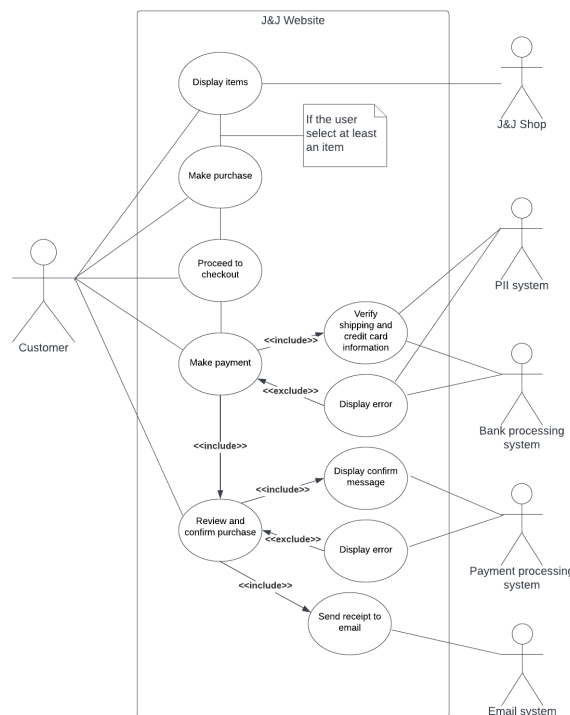 J&J Website
Display items
J&J Shop
If the user
select at least
an item
Make purchase
Proceed to
checkout
PII system
Customer
Verify
shipping and
credit card
information
<<include>>
Make payment
<<exclude>>
Display error
Bank processing
system
<<include>>
Display confirm
message
<<include>>
Review and
confirm purchase
<<exclude>>
Display error
Payment processing
system
<<include>>
Send receipt to
email
Email system